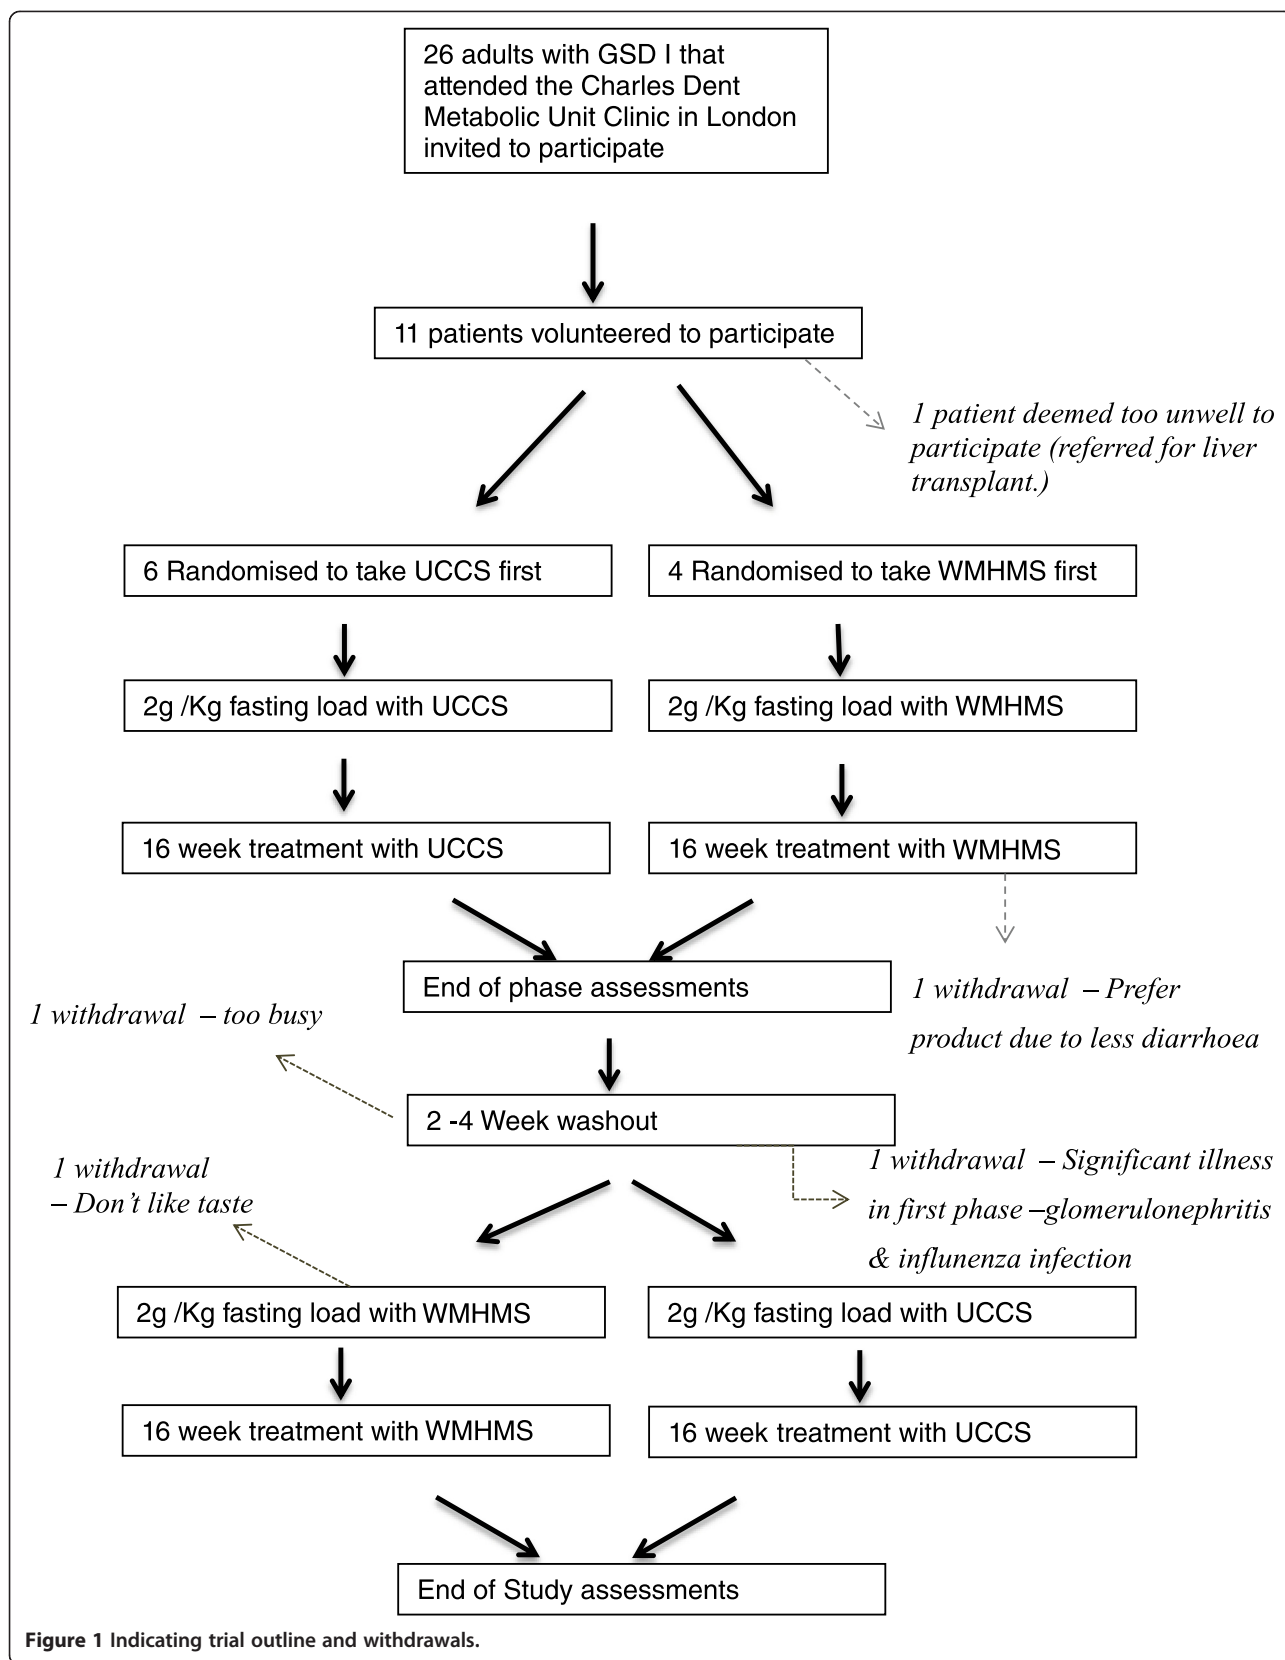 26 adults with GSD I that
attended the Charles Dent
Metabolic Unit Clinic in London
invited to participate
11 patients volunteered to participate
1 patient deemed too unwell to
participate (referred for liver
transplant.)
6 Randomised to take UCCS first
4 Randomised to take WMHMS first
2g /Kg fasting load with UCCS
2g /Kg fasting load with WMHMS
16 week treatment with UCCS
16 week treatment with WMHMS
End of phase assessments
1 withdrawal – Prefer
product due to less diarrhoea
1 withdrawal – too busy
2 -4 Week washout
1 withdrawal
– Don't like taste
1 withdrawal – Significant illness
in first phase –glomerulonephritis
& influnenza infection
2g /Kg fasting load with WMHMS
2g /Kg fasting load with UCCS
16 week treatment with WMHMS
16 week treatment with UCCS
End of Study assessments
Figure 1 Indicating trial outline and withdrawals.